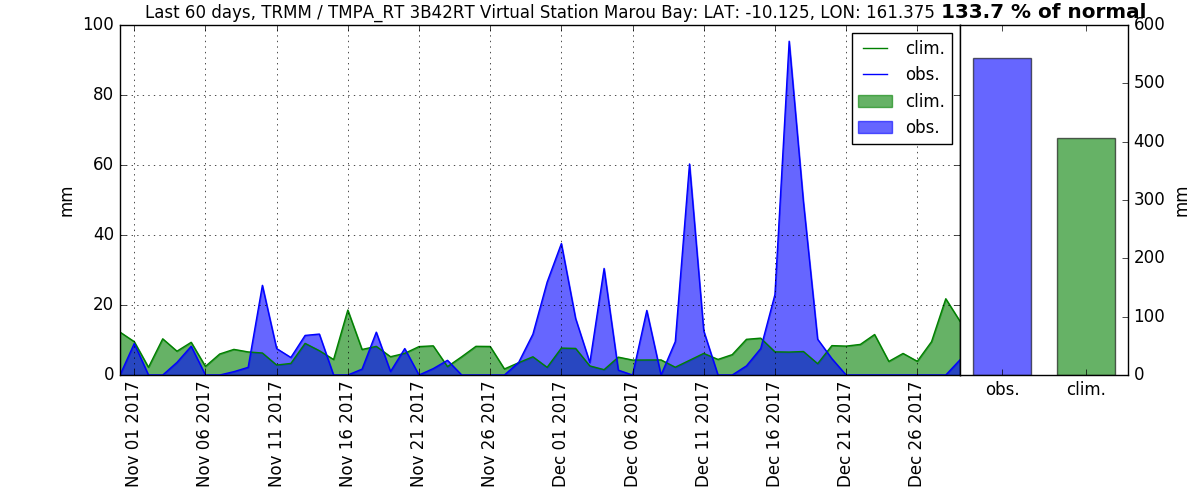 Last 60 days, TRMM / TMPA_RT 3B42RT Virtual Station Marou Bay: LAT: -10.125, LON: 161.375 133.7 % of normal
100
80
60
40
20
0
mm
clim.
obs.
clim.
obs.
600
500
400
300
200
100
0
mm
obs.
clim.
Nov 01 2017
Nov 06 2017
Nov 11 2017
Nov 16 2017
Nov 21 2017
Nov 26 2017
Dec 01 2017
Dec 06 2017
Dec 11 2017
Dec 16 2017
Dec 21 2017
Dec 26 2017